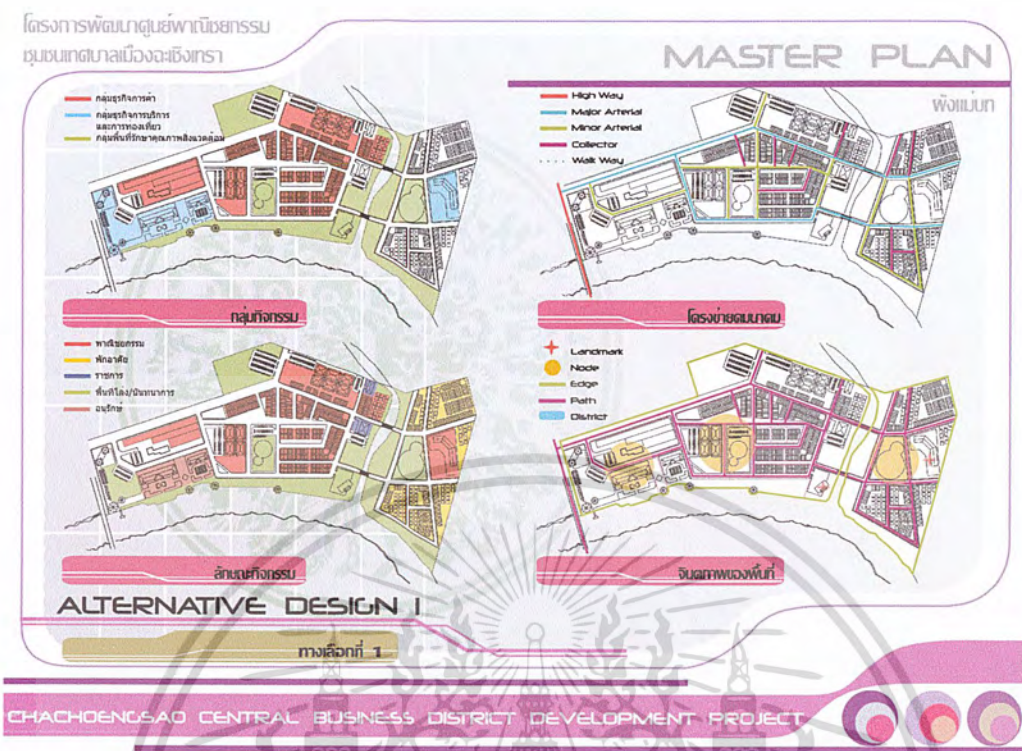 โครงการพัฒนาศูนย์พาณิชยกรรม
ชุมชนเทศบาลเมืองฉะเชิงเทรา
MASTER PLAN
ผังแม่บท
กลุ่มธุรกิจการค้า
กลุ่มธุรกิจการบริการ
และการทองเที่ยว
กลุ่มพื้นที่รักษาคุณภาพสิ่งแวดล้อม
กลุ่มกิจกรรม
High Way
Major Arterial
Minor Arterial
Collector
Walk Way
โครงข่ายคมนาคม
พาณิชยกรรม
พักอาศัย
ราชการ
พื้นที่โล่ง/นันทนาการ
อนุรักษ์
ลักษณะกิจกรรม
Landmark
Node
Edge
Path
District
จินตภาพของพื้นที่
ALTERNATIVE DESIGN I
ทางเลือกที่ 1
CHACHOENGSAO CENTRAL BUSINESS DISTRICT DEVELOPMENT PROJECT